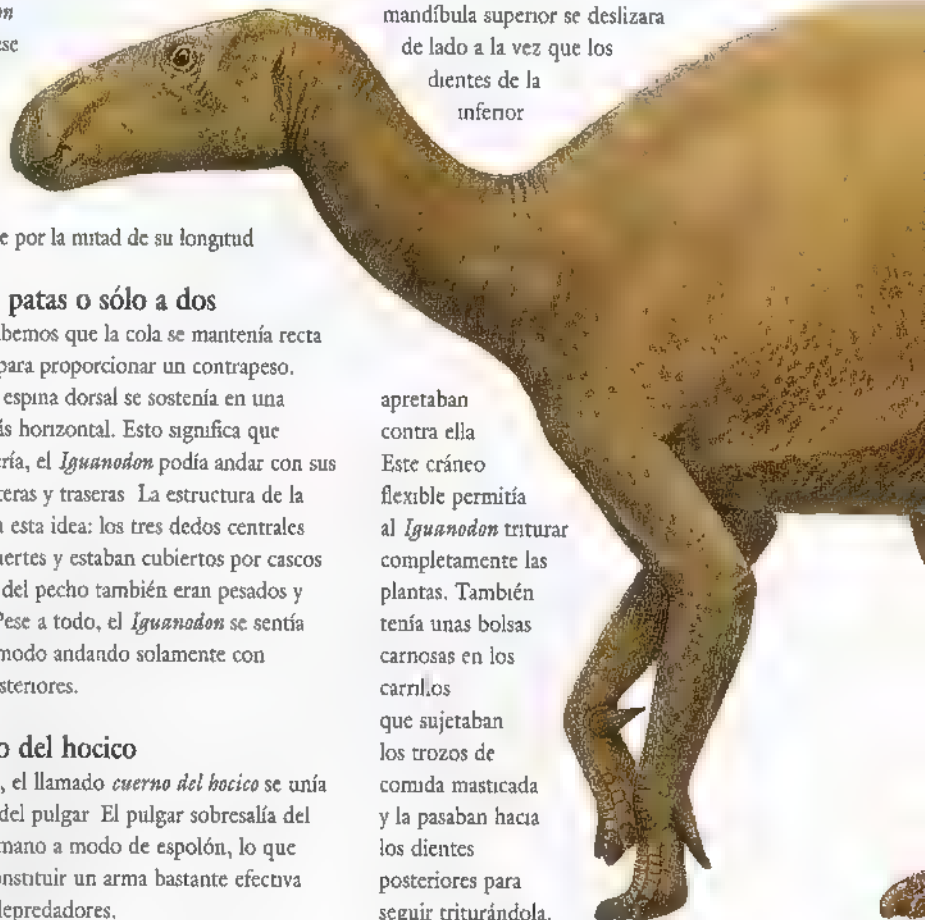 on
ese
e por la mitad de su longitud
patas o sólo a dos
bemos que la cola se mantenía recta
para proporcionar un contrapeso.
espina dorsal se sostenía en una
ás horizontal. Esto significa que
ría, el Iguanodon podía andar con sus
teras y traseras La estructura de la
a esta idea: los tres dedos centrales
uertes y estaban cubiertos por cascos
del pecho también eran pesados y
Pese a todo, el Iguanodon se sentía
modo andando solamente con
steriores.
o del hocico
, el llamado cuerno del hocico se unía
del pulgar El pulgar sobresalía del
mano a modo de espolón, lo que
nstituir un arma bastante efectiva
depredadores.
mandíbula superior se deslizara
de lado a la vez que los
dientes de la
inferior
apretaban
contra ella
Este cráneo
flexible permitía
al Iguanodon triturar
completamente las
plantas. También
tenía unas bolsas
carnosas en los
carrillos
que sujetaban
los trozos de
comida masticada
y la pasaban hacia
los dientes
posteriores para
seguir triturándola.